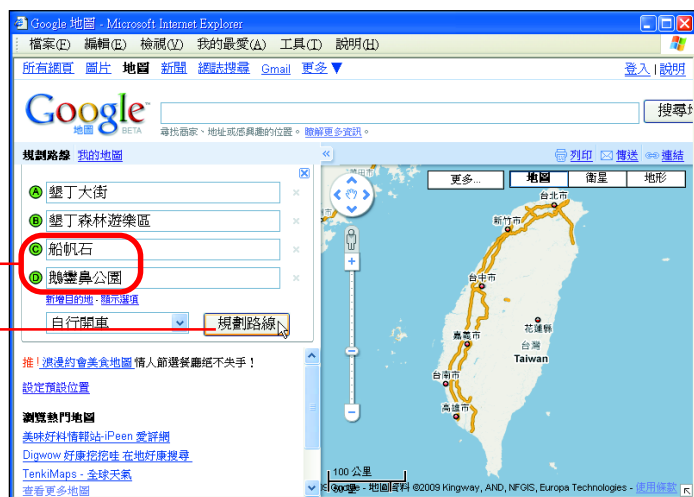 Google 地圖 - Microsoft Internet Explorer
檔案(F) 編輯(E) 檢視(V) 我的最愛(A) 工具(T) 說明(H)
所有網頁 圖片 地圖 新聞 網誌搜尋 Gmail 更多 ▼ 登入 | 說明
Google
地圖 BETA
搜尋
尋找商家、地址或感興趣的位置。 瞭解更多資訊。
規劃路線 我的地圖
列印 傳送 連結
A 墾丁大街
B 墾丁森林遊樂區
C 船帆石
D 鵝鑾鼻公園
新增目的地 - 顯示選項
自行開車 規劃路線
推！浪漫約會美食地圖 情人節選餐廳絕不失手！
設定預設位置
瀏覽熱門地圖
美味好料情報站-iPeen 愛評網
Digwow 好康挖挖哇 在地好康搜尋
TenkiMaps - 全球天氣
查看更多地圖
更多... 地圖 衛星 地形
台北市
新竹市
台中市
花蓮縣
嘉義市
台灣
Taiwan
台南市
高雄市
100 公里
地圖資料 ©2009 Kingway, AND, NFGIS, Europa Technologies - 使用條款